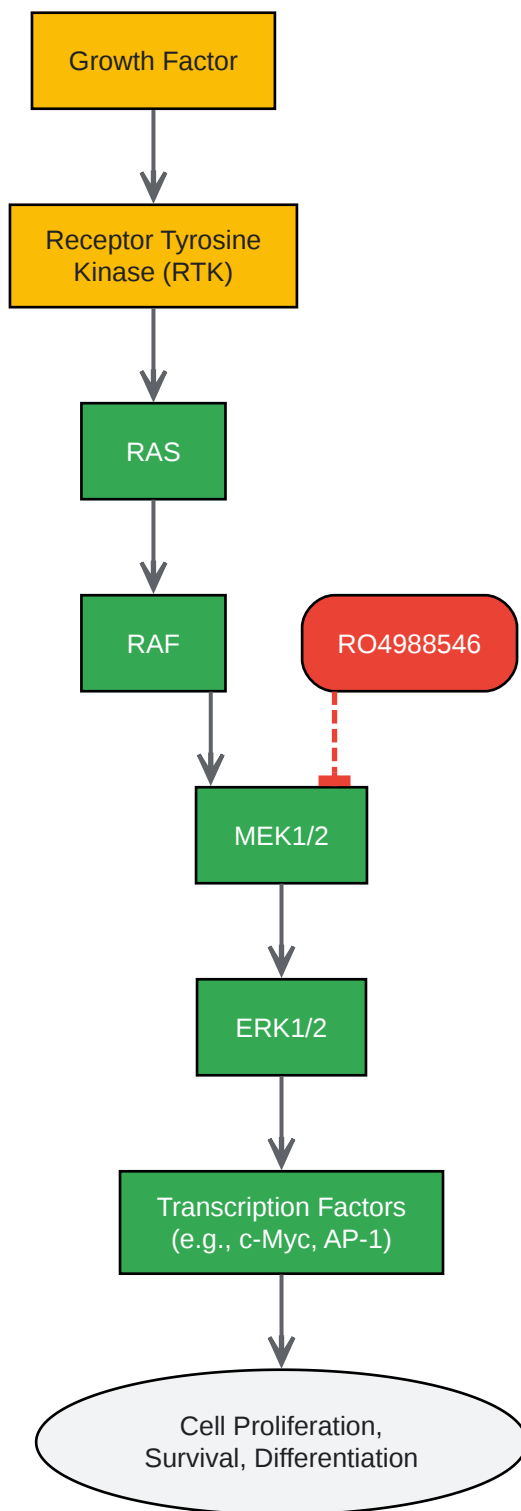 Growth Factor
Receptor Tyrosine
Kinase (RTK)
RAS
RAF
RO4988546
MEK1/2
ERK1/2
Transcription Factors
(e.g., c-Myc, AP-1)
Cell Proliferation,
Survival, Differentiation